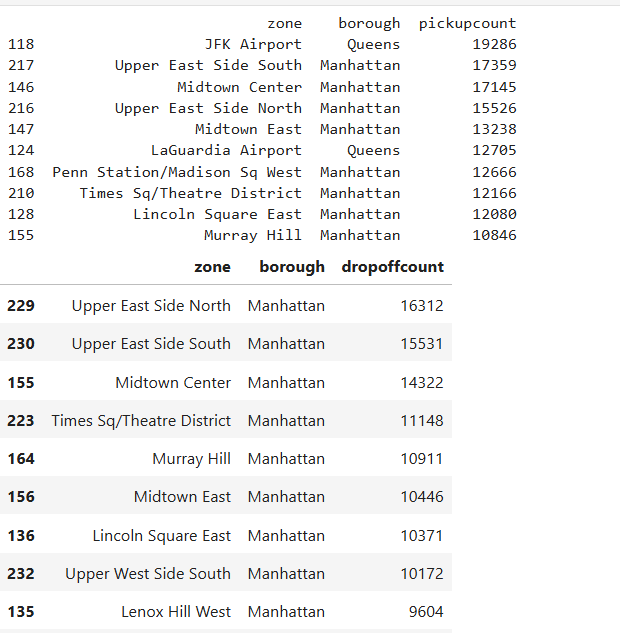 zone borough pickupcount
118 JFK Airport Queens 19286
217 Upper East Side South Manhattan 17359
146 Midtown Center Manhattan 17145
216 Upper East Side North Manhattan 15526
147 Midtown East Manhattan 13238
124 LaGuardia Airport Queens 12705
168 Penn Station/Madison Sq West Manhattan 12666
210 Times Sq/Theatre District Manhattan 12166
128 Lincoln Square East Manhattan 12080
155 Murray Hill Manhattan 10846
zone borough dropoffcount
229 Upper East Side North Manhattan 16312
230 Upper East Side South Manhattan 15531
155 Midtown Center Manhattan 14322
223 Times Sq/Theatre District Manhattan 11148
164 Murray Hill Manhattan 10911
156 Midtown East Manhattan 10446
136 Lincoln Square East Manhattan 10371
232 Upper West Side South Manhattan 10172
135 Lenox Hill West Manhattan 9604